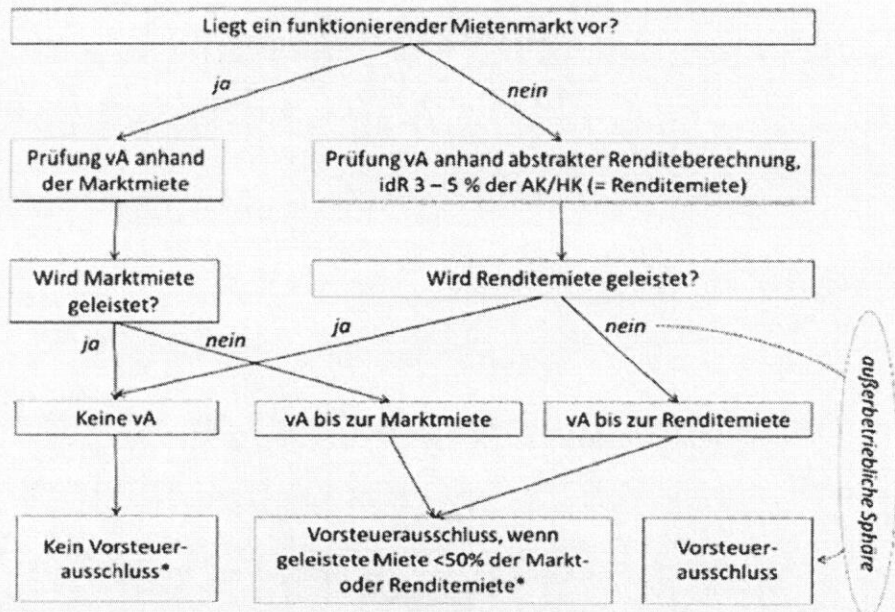 Liegt ein funktionierender Mietenmarkt vor?
ja
nein
Prüfung vA anhand
der Marktmiete
Prüfung vA anhand abstrakter Renditeberechnung,
idR 3 – 5 % der AK/HK (= Renditemiete)
Wird Marktmiete
geleistet?
Wird Renditemiete geleistet?
ja
nein
ja
nein
Keine vA
vA bis zur Marktmiete
vA bis zur Renditemiete
außerbetriebliche Sphäre
Kein Vorsteuer-
ausschluss*
Vorsteuerausschluss, wenn
geleistete Miete <50% der Markt-
oder Renditemiete*
Vorsteuer-
ausschluss